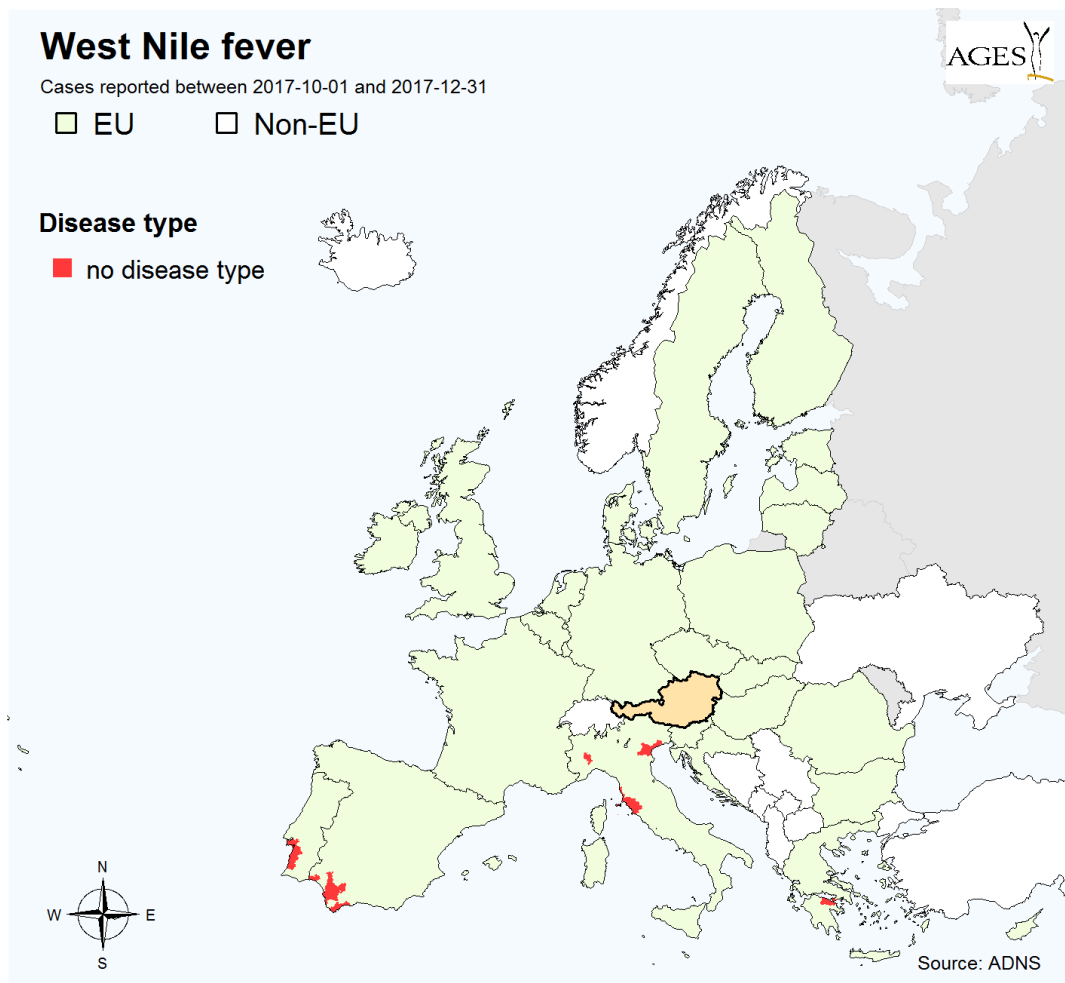 West Nile fever
Cases reported between 2017-10-01 and 2017-12-31
EU Non-EU
AGES
Disease type
no disease type
N
W E
S
Source: ADNS